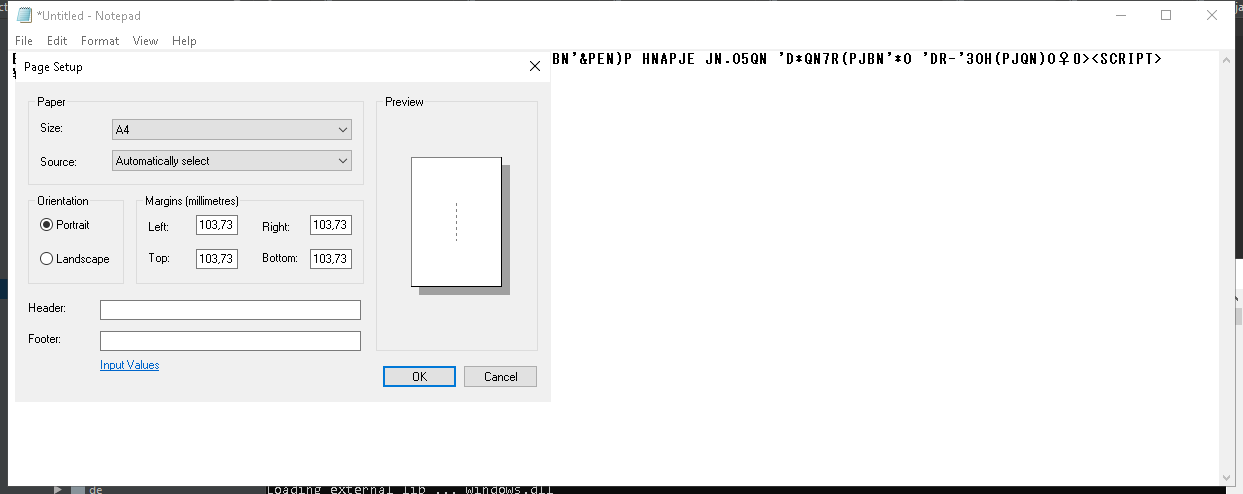 *Untitled - Notepad
File Edit Format View Help
BN'&PEN)P HNAPJE JN.O5QN 'D*QN7R(PJBN'*O 'DR-'3OH(PJQN)O♀O><SCRIPT>
Page Setup
Paper
Size: A4
Source: Automatically select
Orientation
Portrait
Landscape
Margins (millimetres)
Left: 103,73 Right: 103,73
Top: 103,73 Bottom: 103,73
Header:
Footer:
Input Values
Preview
OK Cancel
de
Loading external lib ... windows.dll